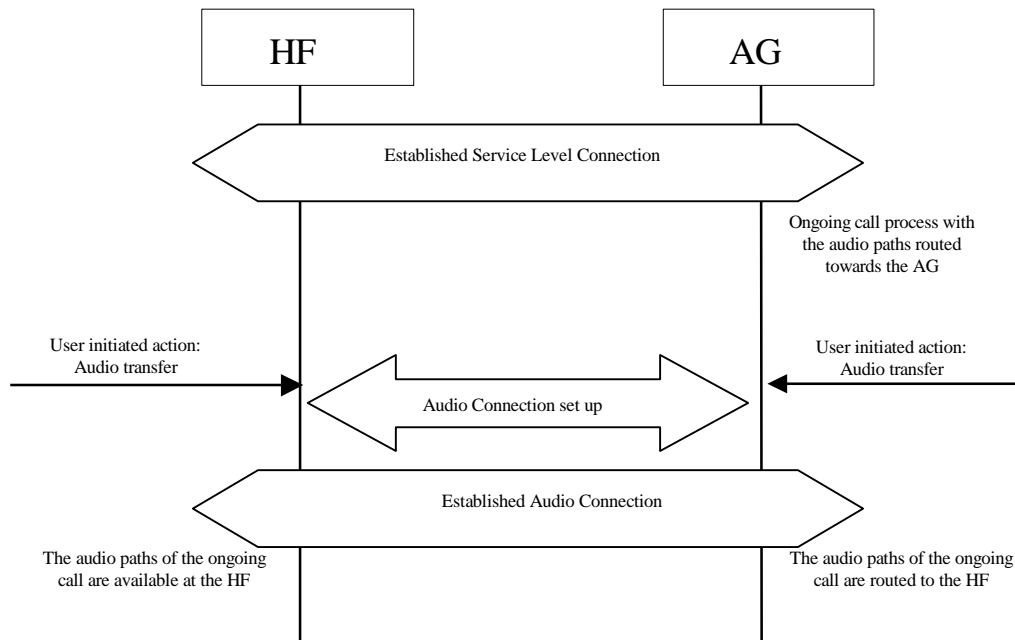 HF
AG
Established Service Level Connection
Ongoing call process with
the audio paths routed
towards the AG
User initiated action:
Audio transfer
User initiated action:
Audio transfer
Audio Connection set up
Established Audio Connection
The audio paths of the ongoing
call are available at the HF
The audio paths of the ongoing
call are routed to the HF